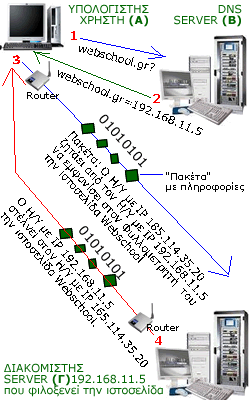 ΥΠΟΛΟΓΙΣΤΗΣ
ΧΡΗΣΤΗ (Α)
DNS
SERVER (Β)
1
webschool.gr?
2
webschool.gr=192.168.11.5
3
Router
01010101
Πακέτα: Ο Η/Υ με IP 165.114.35.20
ζητάει από τον Η/Υ με IP 192.168.11.5
να εμφανίσει στον φυλλομετρητή του
την ιστοσελίδα Webschool
"Πακέτα"
με πληροφορίες
01010101
Ο Η/Υ με IP 192.168.11.5
στέλνει στον Η/Υ με IP 165.114.35.20
την ιστοσελίδα Webschool.
Router
4
ΔΙΑΚΟΜΙΣΤΗΣ
SERVER (Γ)192.168.11.5
που φιλοξενεί την ιστοσελίδα